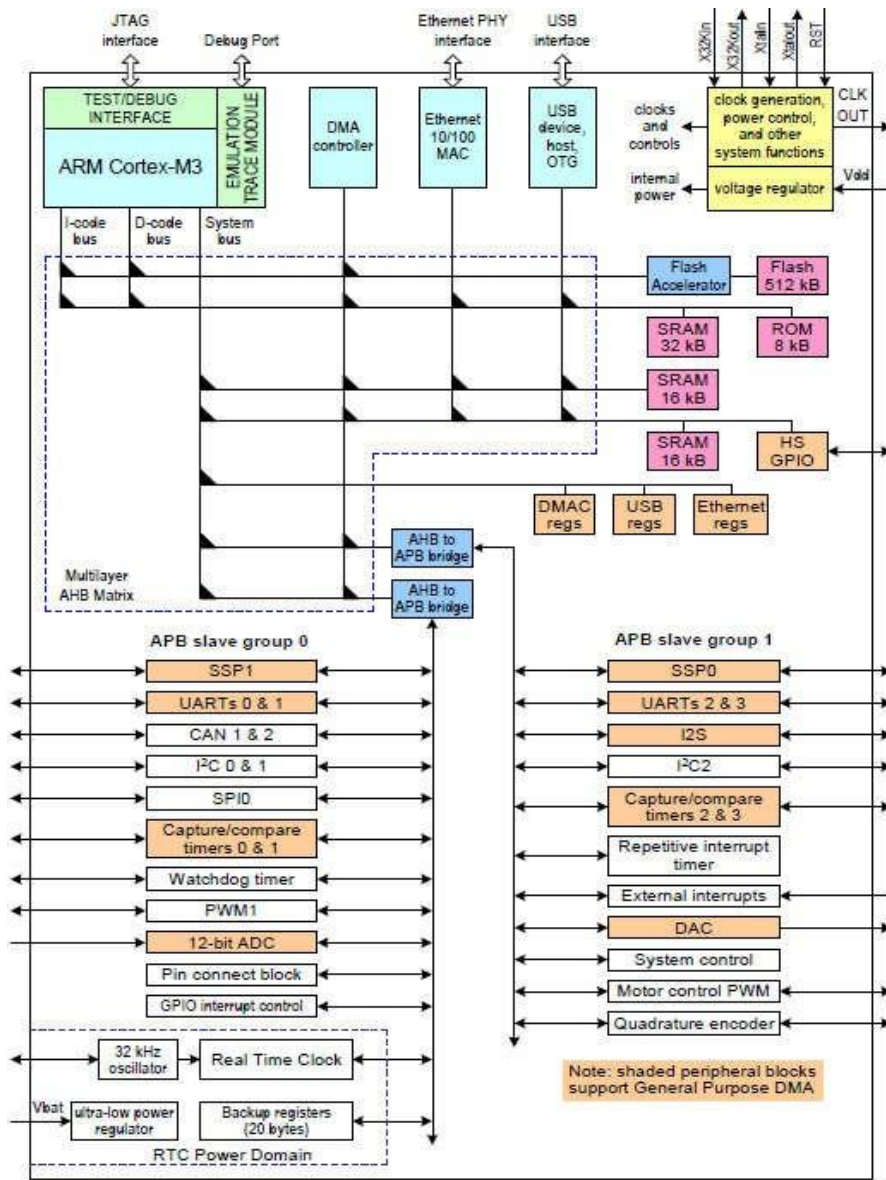 JTAG
interface
Debug Port
Ethernet PHY
interface
USB
interface
X32Kin
X32Kout
Xtalin
Xtalout
RST
TEST/DEBUG
INTERFACE
ARM Cortex-M3
EMULATION
TRACE MODULE
DMA
controller
Ethernet
10/100
MAC
USB
device,
host,
OTG
clocks
and
controls
clock generation,
power control,
and other
system functions
CLK
OUT
internal
power
voltage regulator
Vdd
I-code
bus
D-code
bus
System
bus
Flash
Accelerator
Flash
512 kB
SRAM
32 kB
ROM
8 kB
SRAM
16 kB
SRAM
16 kB
HS
GPIO
DMAC
regs
USB
regs
Ethernet
regs
AHB to
APB bridge
Multilayer
AHB Matrix
AHB to
APB bridge
APB slave group 0
SSP1
UARTs 0 & 1
CAN 1 & 2
I²C 0 & 1
SPI0
Capture/compare
timers 0 & 1
Watchdog timer
PWM1
12-bit ADC
Pin connect block
GPIO interrupt control
32 kHz
oscillator
Real Time Clock
Vbat
ultra-low power
regulator
Backup registers
(20 bytes)
RTC Power Domain
APB slave group 1
SSP0
UARTs 2 & 3
I2S
I²C2
Capture/compare
timers 2 & 3
Repetitive interrupt
timer
External interrupts
DAC
System control
Motor control PWM
Quadrature encoder
Note: shaded peripheral blocks
support General Purpose DMA